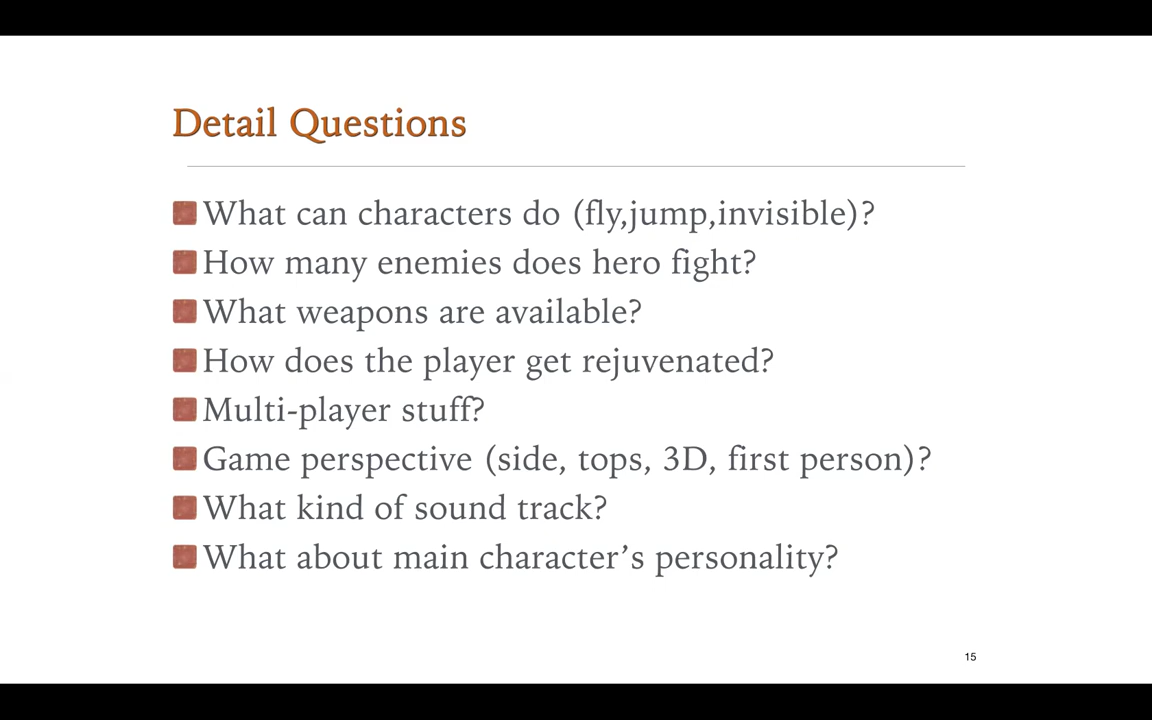 Detail Questions
What can characters do (fly,jump,invisible)?
How many enemies does hero fight?
What weapons are available?
How does the player get rejuvenated?
Multi-player stuff?
Game perspective (side, tops, 3D, first person)?
What kind of sound track?
What about main character’s personality?
15